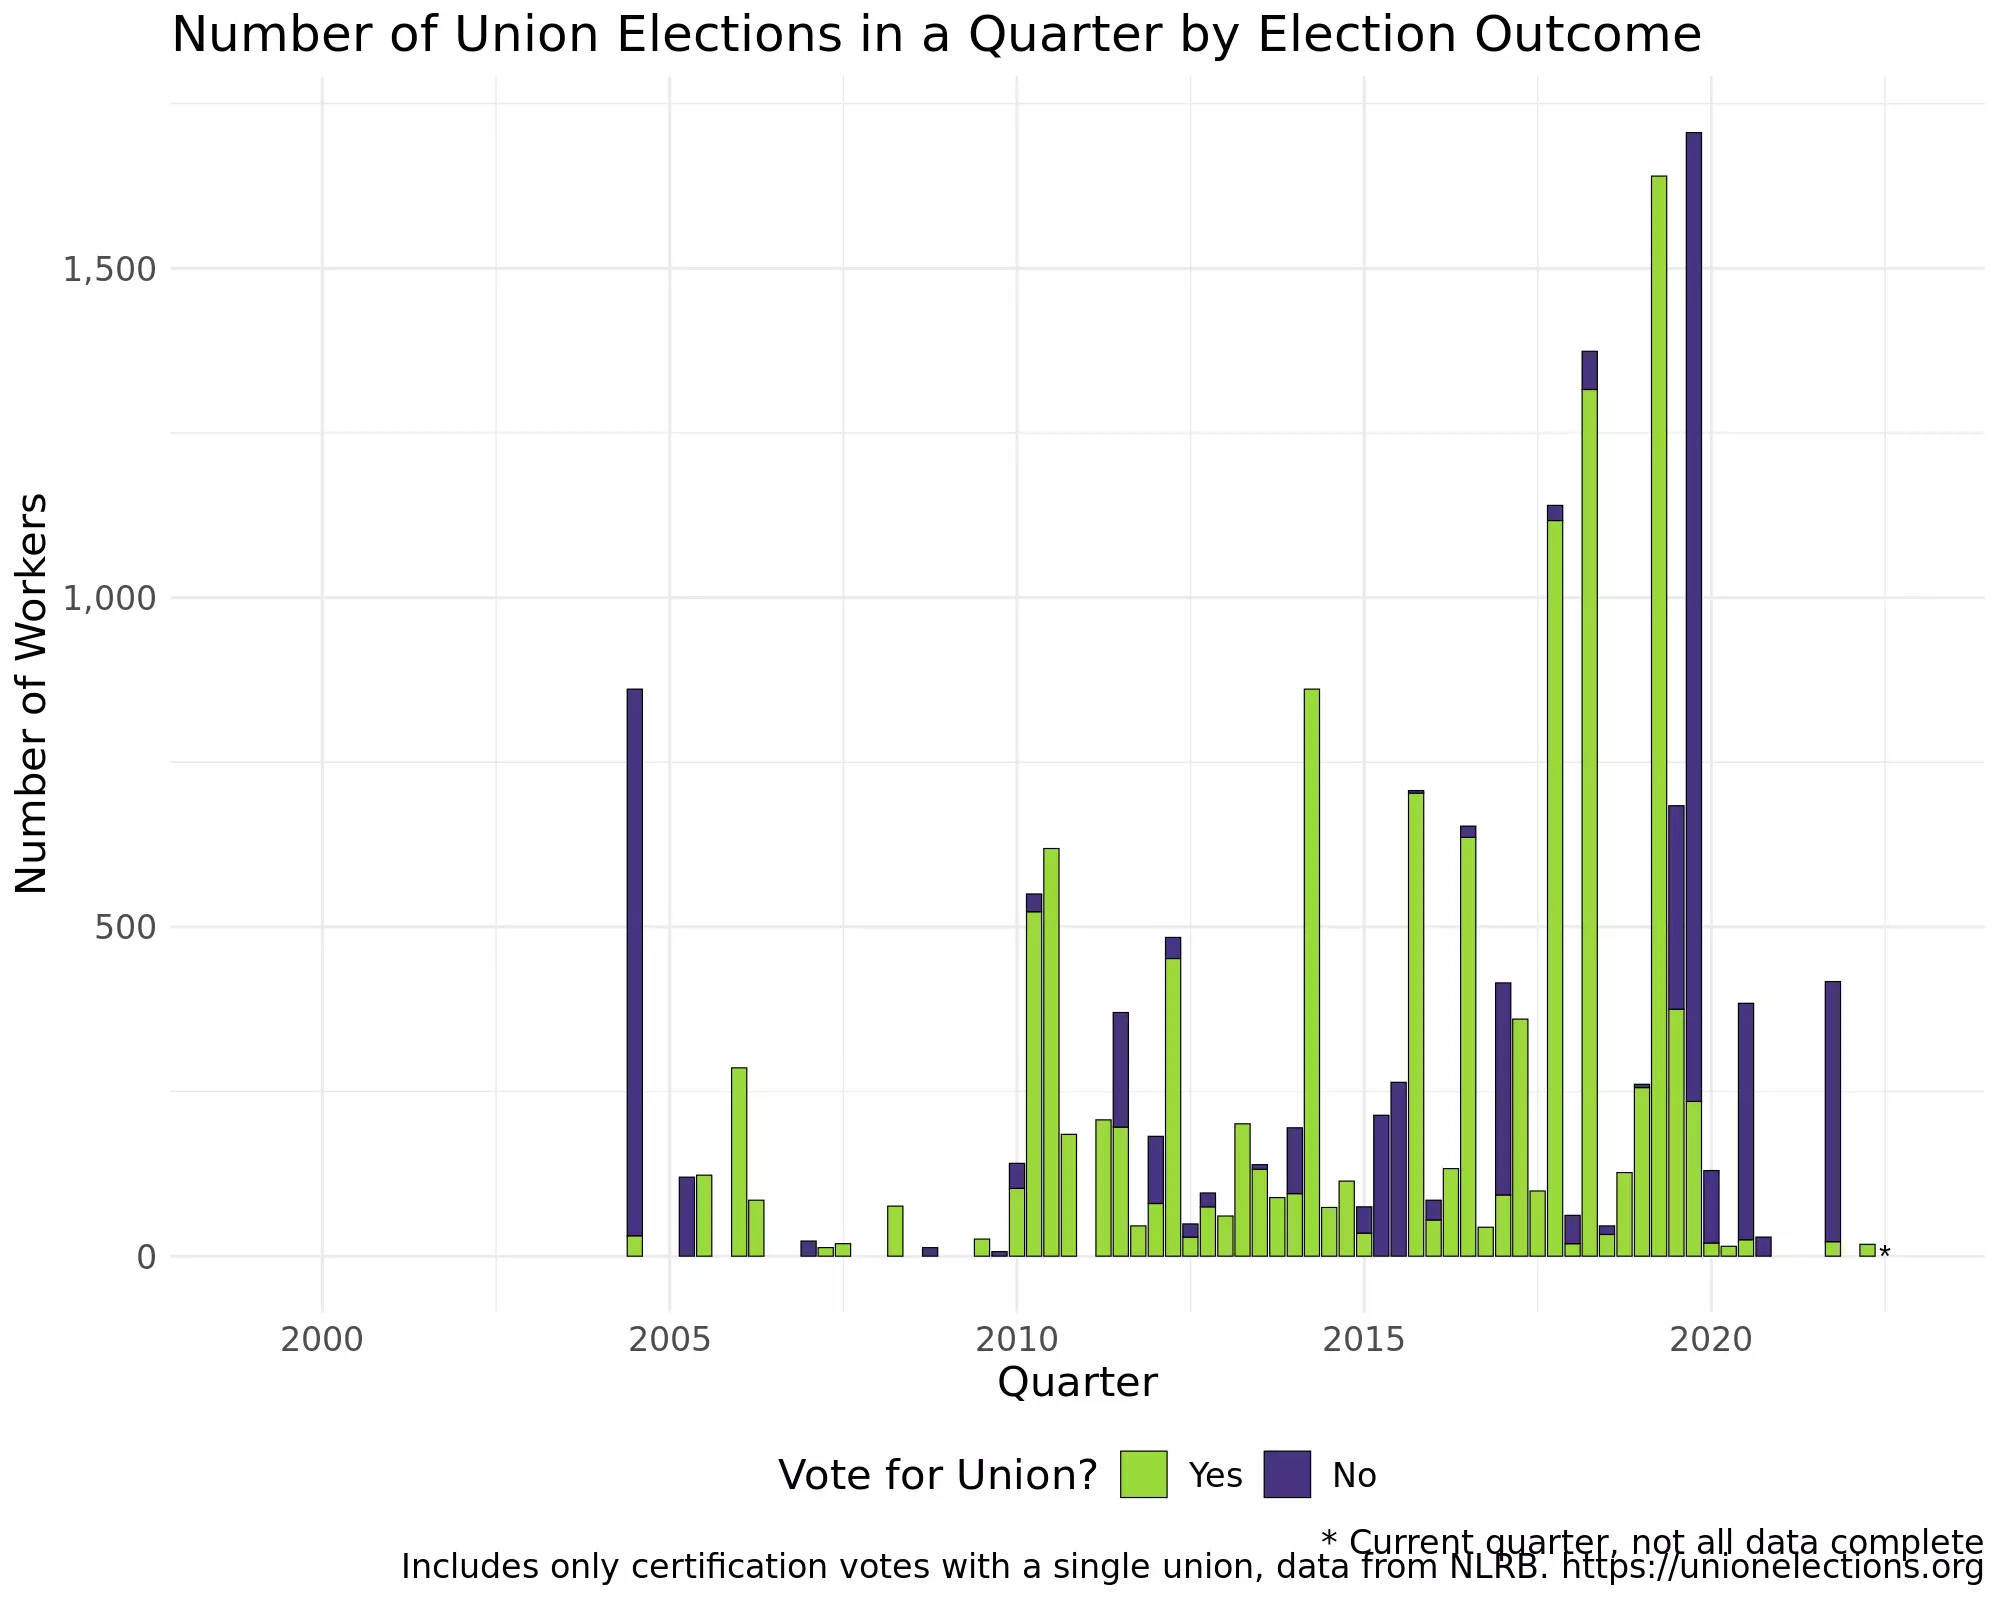 Number of Union Elections in a Quarter by Election Outcome
Number of Workers
1,500
1,000
500
0
*
2000 2005 2010 2015 2020
Quarter
Vote for Union? Yes No
* Current quarter, not all data complete
Includes only certification votes with a single union, data from NLRB. https://unionelections.org